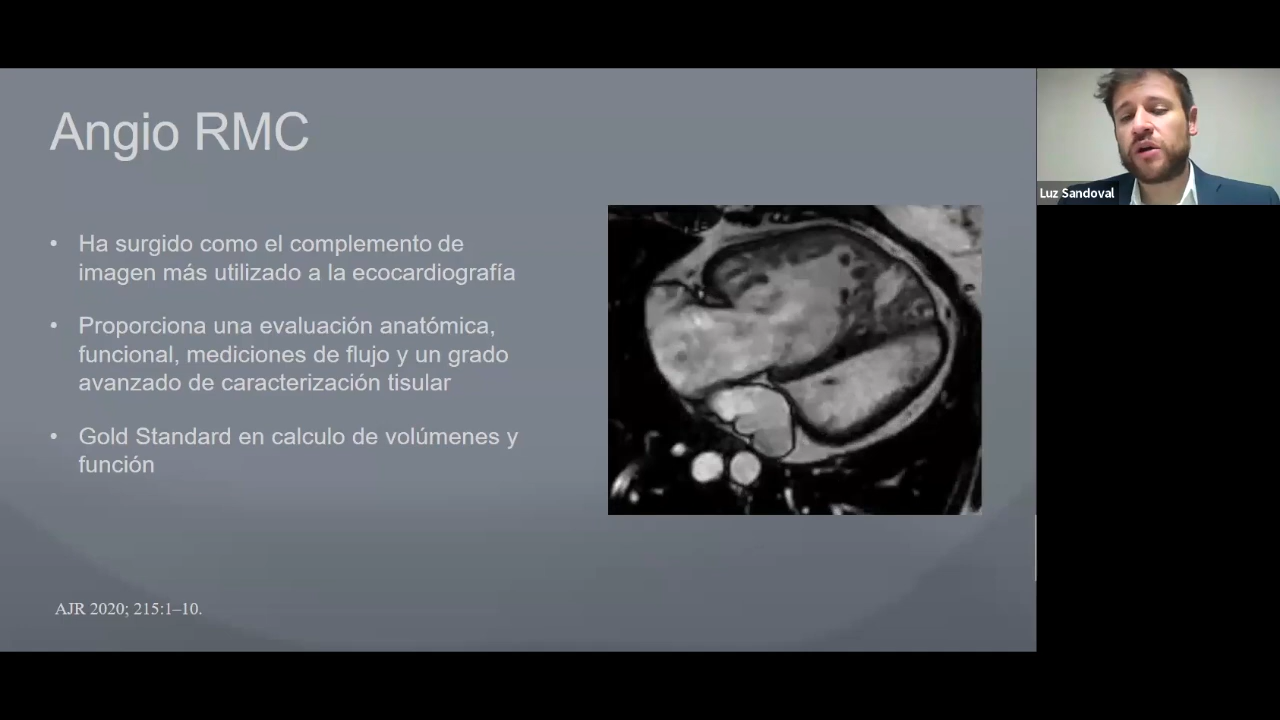 Angio RMC
• Ha surgido como el complemento de
imagen más utilizado a la ecocardiografía
• Proporciona una evaluación anatómica,
funcional, mediciones de flujo y un grado
avanzado de caracterización tisular
• Gold Standard en calculo de volúmenes y
función
AJR 2020; 215:1–10.
Luz Sandoval